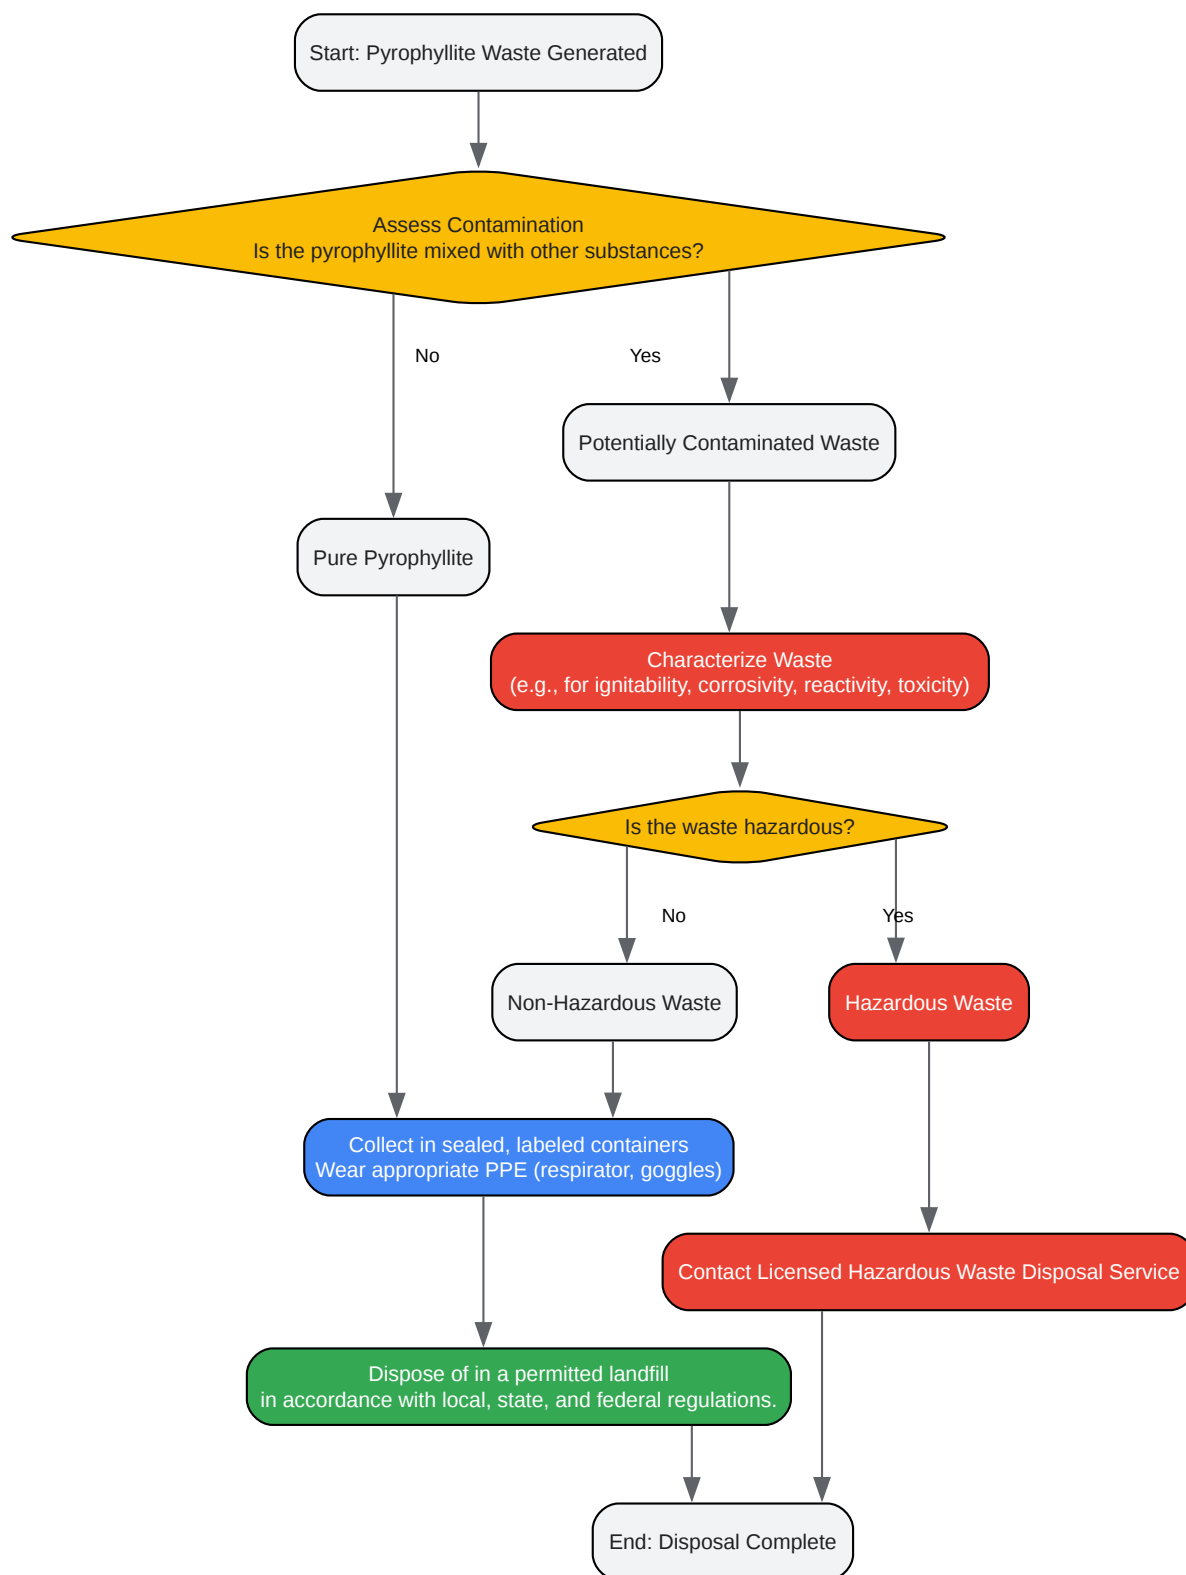 Start: Pyrophyllite Waste Generated
Assess Contamination
Is the pyrophyllite mixed with other substances?
No
Yes
Potentially Contaminated Waste
Pure Pyrophyllite
Characterize Waste
(e.g., for ignitability, corrosivity, reactivity, toxicity)
Is the waste hazardous?
No
Yes
Non-Hazardous Waste
Hazardous Waste
Collect in sealed, labeled containers
Wear appropriate PPE (respirator, goggles)
Contact Licensed Hazardous Waste Disposal Service
Dispose of in a permitted landfill
in accordance with local, state, and federal regulations.
End: Disposal Complete